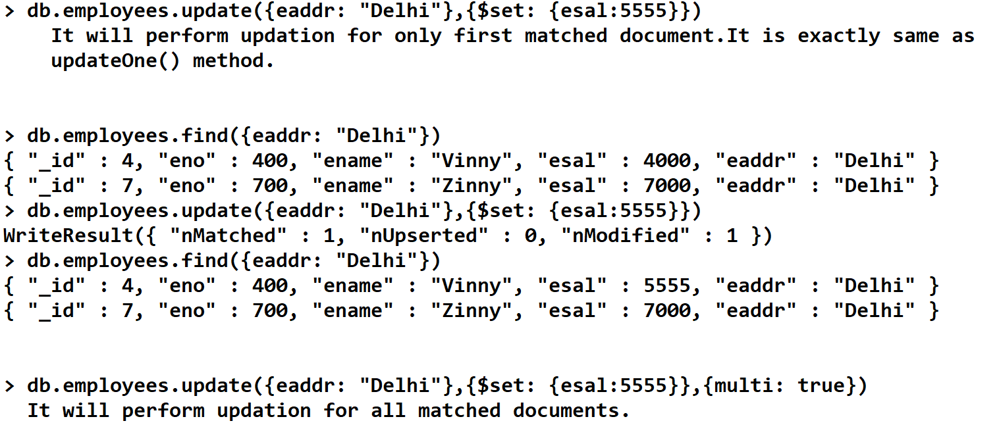 > db.employees.update({eaddr: "Delhi"},{$set: {esal:5555}})
It will perform updation for only first matched document.It is exactly same as
updateOne() method.
> db.employees.find({eaddr: "Delhi"})
{ "_id" : 4, "eno" : 400, "ename" : "Vinny", "esal" : 4000, "eaddr" : "Delhi" }
{ "_id" : 7, "eno" : 700, "ename" : "Zinny", "esal" : 7000, "eaddr" : "Delhi" }
> db.employees.update({eaddr: "Delhi"},{$set: {esal:5555}})
WriteResult({ "nMatched" : 1, "nUpserted" : 0, "nModified" : 1 })
> db.employees.find({eaddr: "Delhi"})
{ "_id" : 4, "eno" : 400, "ename" : "Vinny", "esal" : 5555, "eaddr" : "Delhi" }
{ "_id" : 7, "eno" : 700, "ename" : "Zinny", "esal" : 7000, "eaddr" : "Delhi" }
> db.employees.update({eaddr: "Delhi"},{$set: {esal:5555}},{multi: true})
It will perform updation for all matched documents.